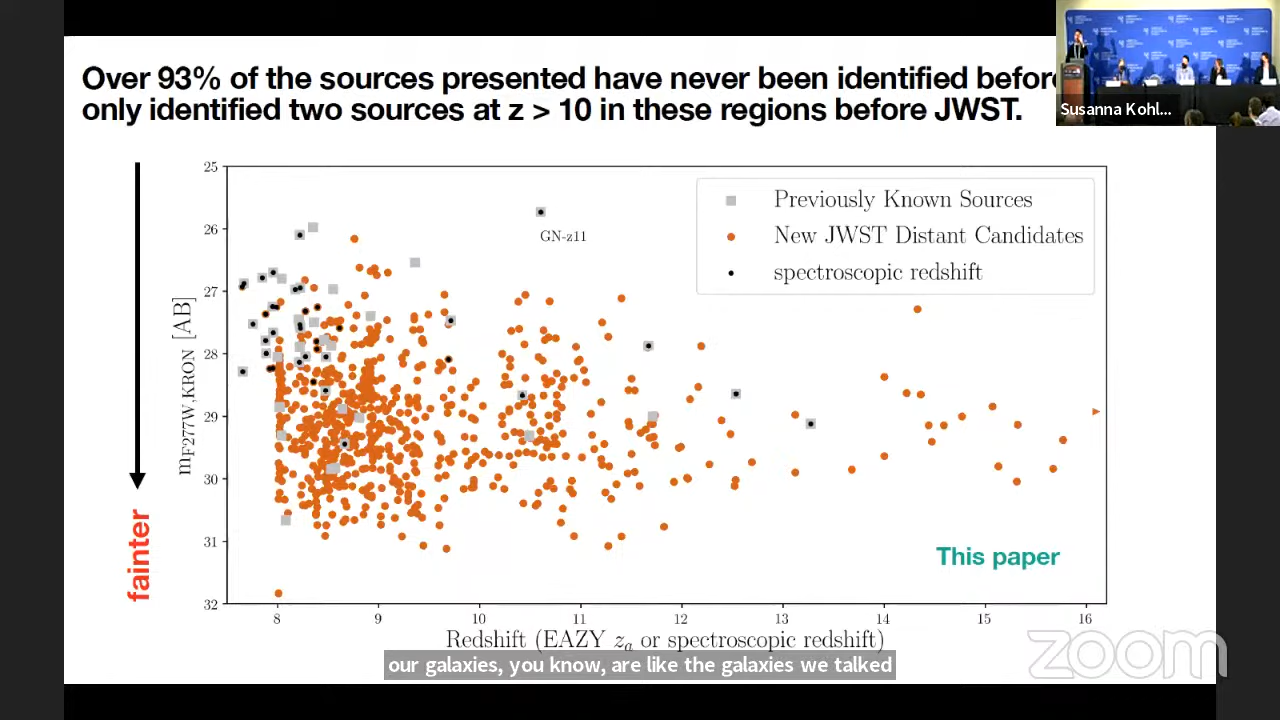 Over 93% of the sources presented have never been identified before
only identified two sources at z > 10 in these regions before JWST.
Susanna Kohl...
fainter
25
26
27
28
29
30
31
32
m_F277W,KRON [AB]
Previously Known Sources
New JWST Distant Candidates
spectroscopic redshift
GN-z11
This paper
8 9 10 11 12 13 14 15 16
Redshift (EAZY z_a or spectroscopic redshift)
our galaxies, you know, are like the galaxies we talked
zoom